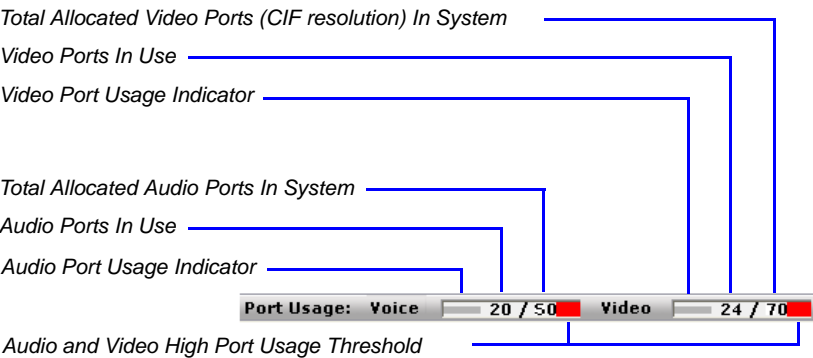 Total Allocated Video Ports (CIF resolution) In System
Video Ports In Use
Video Port Usage Indicator
Total Allocated Audio Ports In System
Audio Ports In Use
Audio Port Usage Indicator
Port Usage: Voice 20 / 50 Video 24 / 70
Audio and Video High Port Usage Threshold